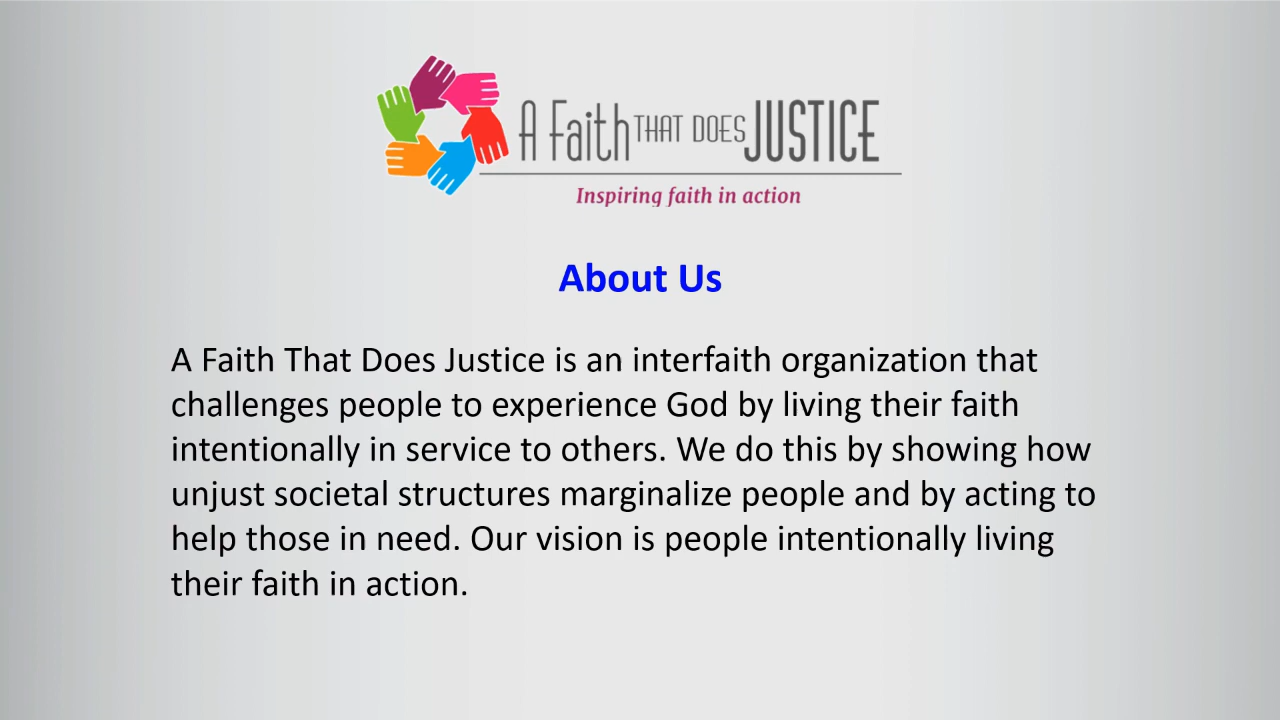 A Faith THAT DOES JUSTICE
Inspiring faith in action
About Us
A Faith That Does Justice is an interfaith organization that
challenges people to experience God by living their faith
intentionally in service to others. We do this by showing how
unjust societal structures marginalize people and by acting to
help those in need. Our vision is people intentionally living
their faith in action.